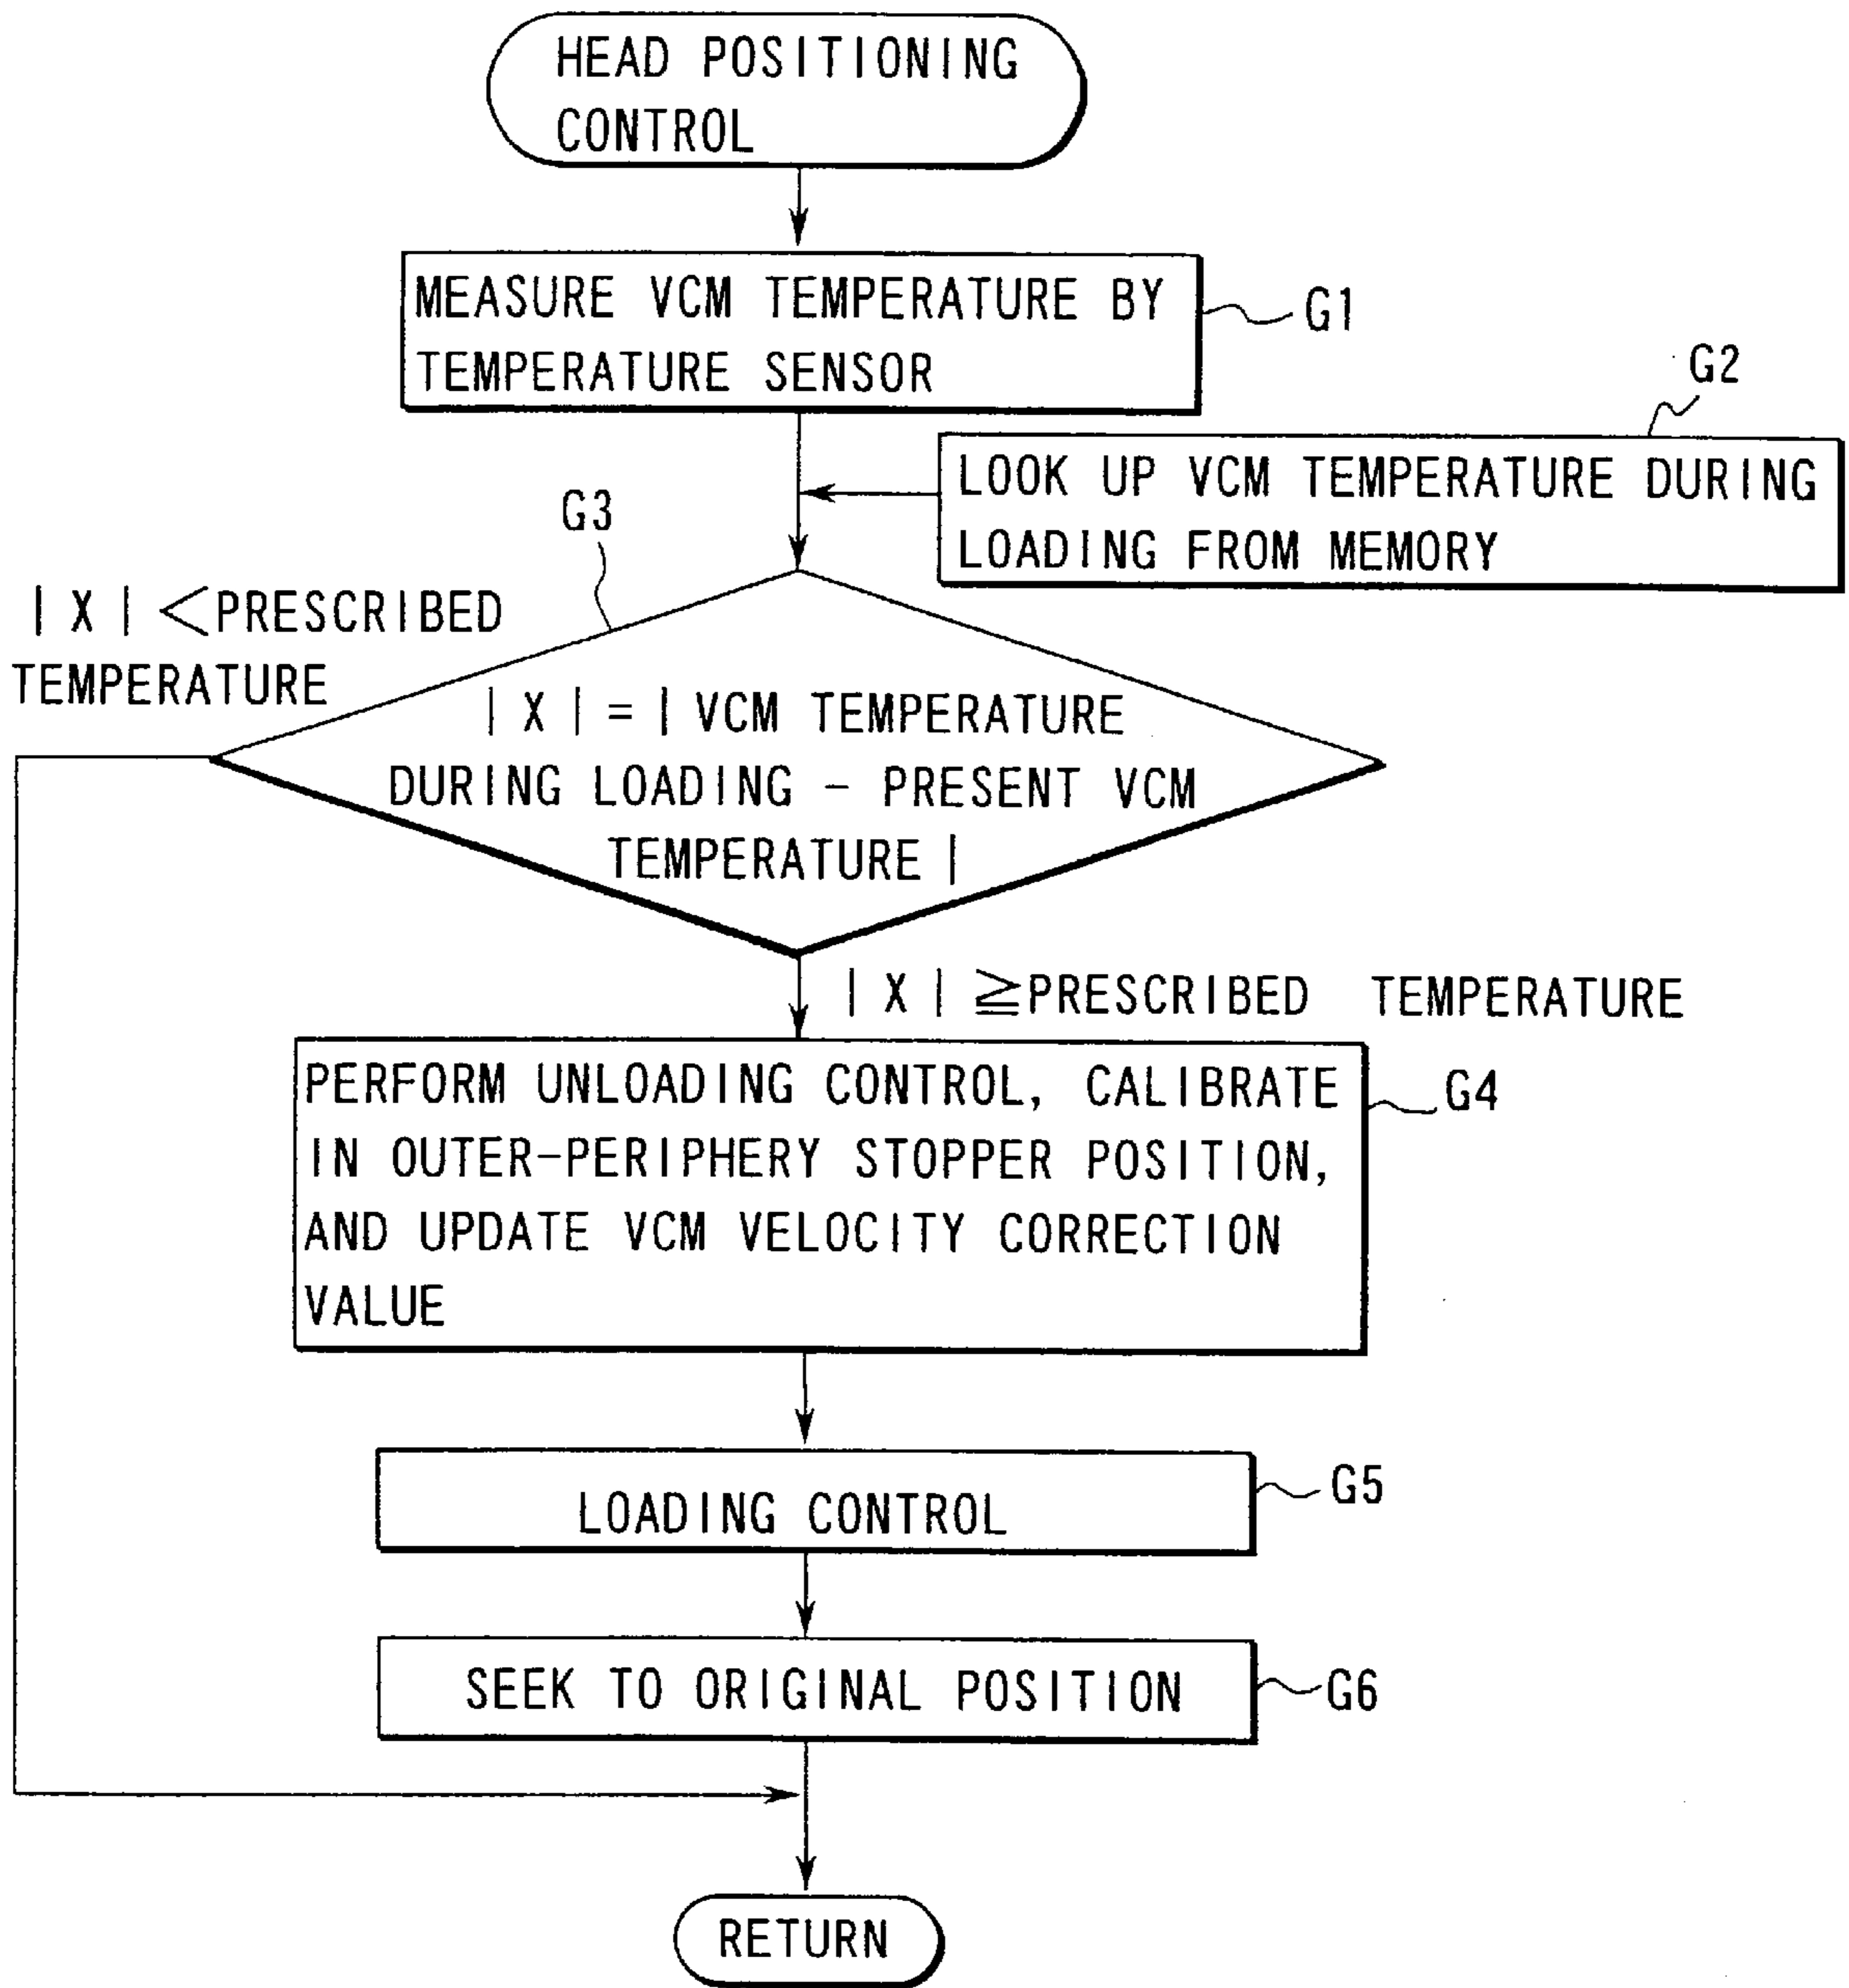 HEAD POSITIONING
CONTROL
MEASURE VCM TEMPERATURE BY
TEMPERATURE SENSOR
G1
G2
LOOK UP VCM TEMPERATURE DURING
LOADING FROM MEMORY
G3
| X | <PRESCRIBED
TEMPERATURE
| X | = | VCM TEMPERATURE
DURING LOADING - PRESENT VCM
TEMPERATURE |
| X | ≧PRESCRIBED TEMPERATURE
PERFORM UNLOADING CONTROL, CALIBRATE
IN OUTER-PERIPHERY STOPPER POSITION,
AND UPDATE VCM VELOCITY CORRECTION
VALUE
G4
LOADING CONTROL
G5
SEEK TO ORIGINAL POSITION
G6
RETURN